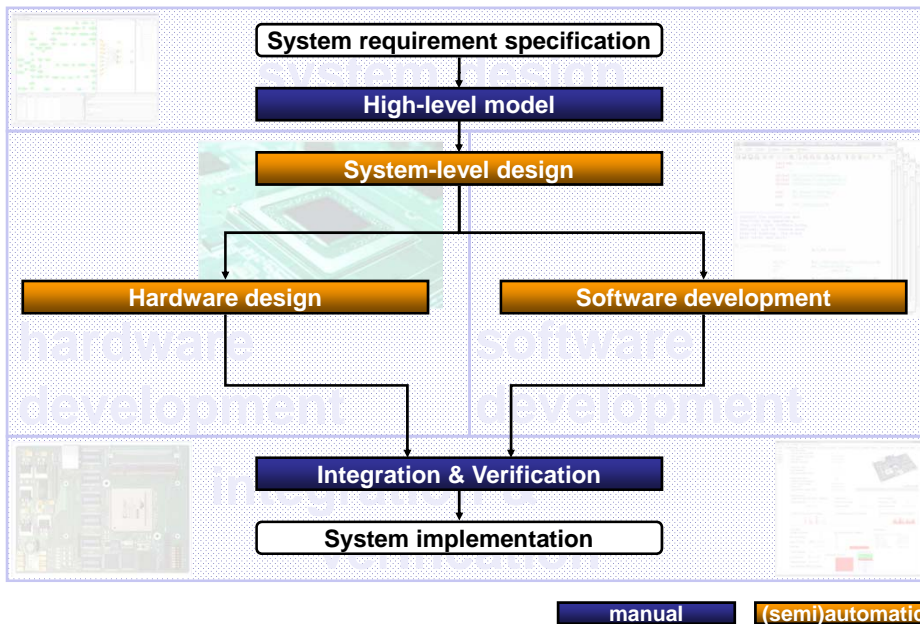 System requirement specification
system design
High-level model
System-level design
Hardware design
Software development
hardware
development
software
development
Integration & Verification
integration &
System implementation
verification
manual
(semi)automatic